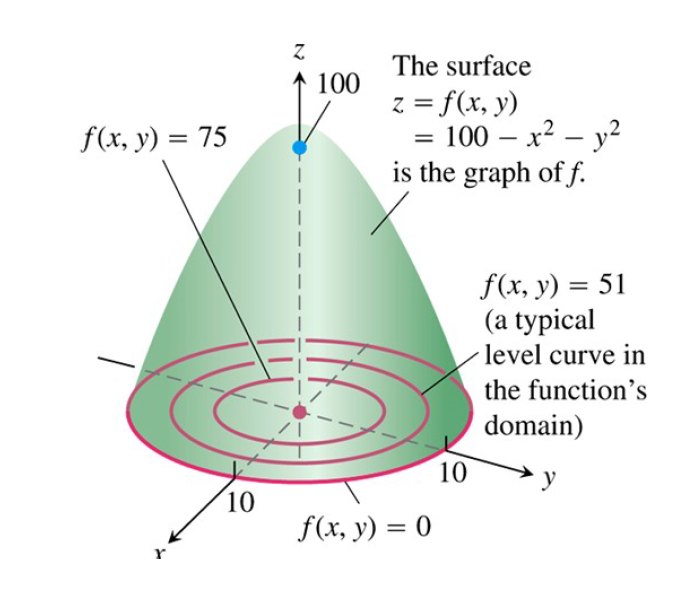 z
100
The surface
z = f(x, y)
= 100 − x² − y²
is the graph of f.
f(x, y) = 75
f(x, y) = 51
(a typical
level curve in
the function’s
domain)
10
y
10
f(x, y) = 0
x